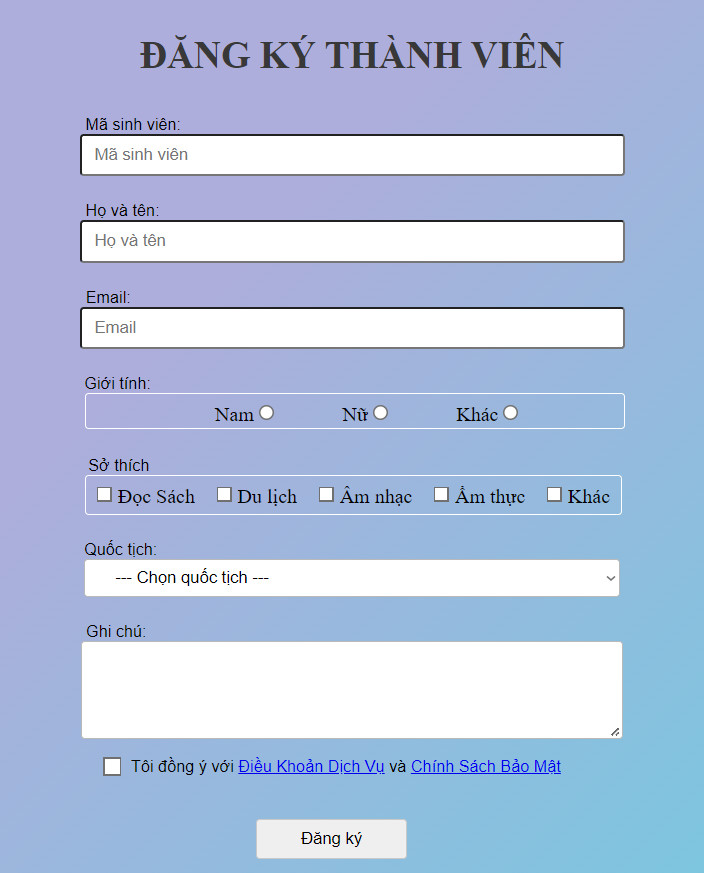 ĐĂNG KÝ THÀNH VIÊN
Mã sinh viên:
Mã sinh viên
Họ và tên:
Họ và tên
Email:
Email
Giới tính:
Nam Nữ Khác
Sở thích
Đọc Sách Du lịch Âm nhạc Ẩm thực Khác
Quốc tịch:
--- Chọn quốc tịch ---
Ghi chú:
Tôi đồng ý với Điều Khoản Dịch Vụ và Chính Sách Bảo Mật
Đăng ký